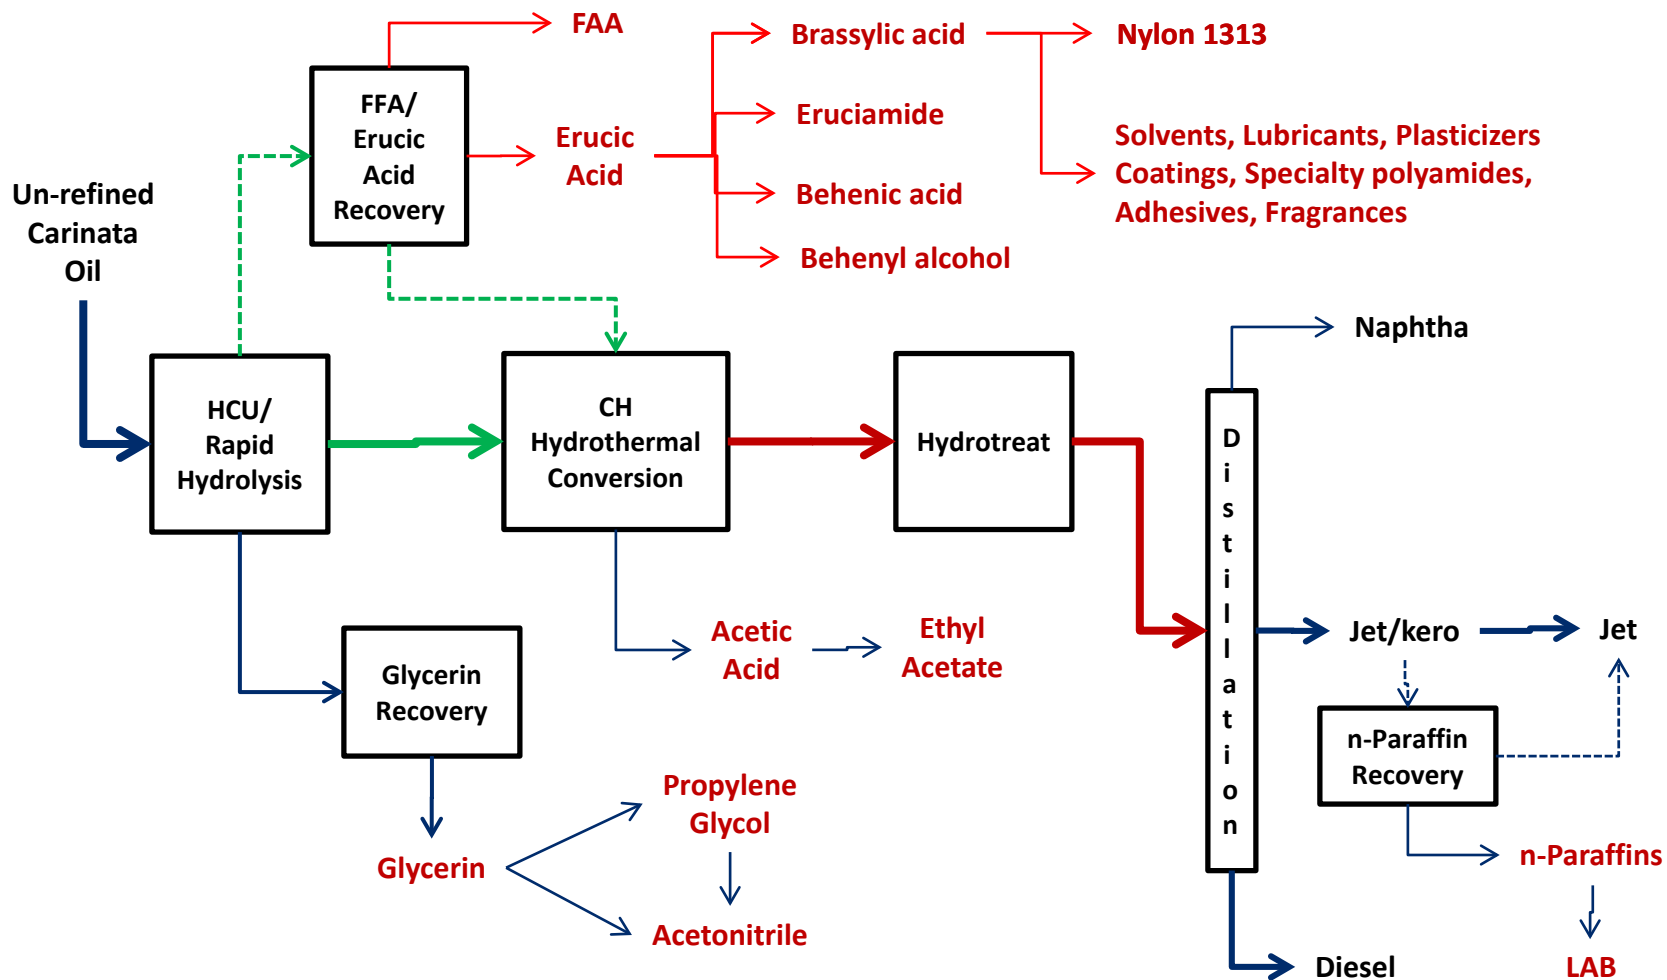 FAA
Brassylic acid
Nylon 1313
FFA/
Erucic
Acid
Recovery
Erucic
Acid
Eruciamide
Behenic acid
Behenyl alcohol
Solvents, Lubricants, Plasticizers
Coatings, Specialty polyamides,
Adhesives, Fragrances
Un-refined
Carinata
Oil
HCU/
Rapid
Hydrolysis
CH
Hydrothermal
Conversion
Hydrotreat
Distillation
Naphtha
Jet/kero
Jet
n-Paraffin
Recovery
n-Paraffins
LAB
Diesel
Acetic
Acid
Ethyl
Acetate
Glycerin
Recovery
Glycerin
Propylene
Glycol
Acetonitrile